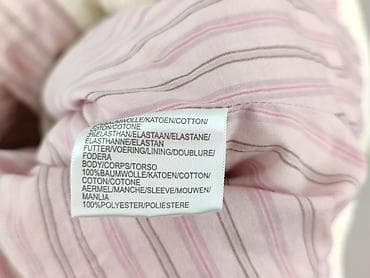 BAUMWOLLE/KATOEN/COTTON/
COTON/COTONE
ELASTHAN/ELASTAAN/ELASTANE/
ELASTHANNE/ELASTAN
FUTTER/VOERING/LINING/DOUBLURE/
FODERA
BODY/CORPS/TORSO
100%BAUMWOLLE/KATOEN/COTTON/
COTON/COTONE
AERMEL/MANCHE/SLEEVE/MOUWEN/
MANLIA
100%POLYESTER/POLIESTERE